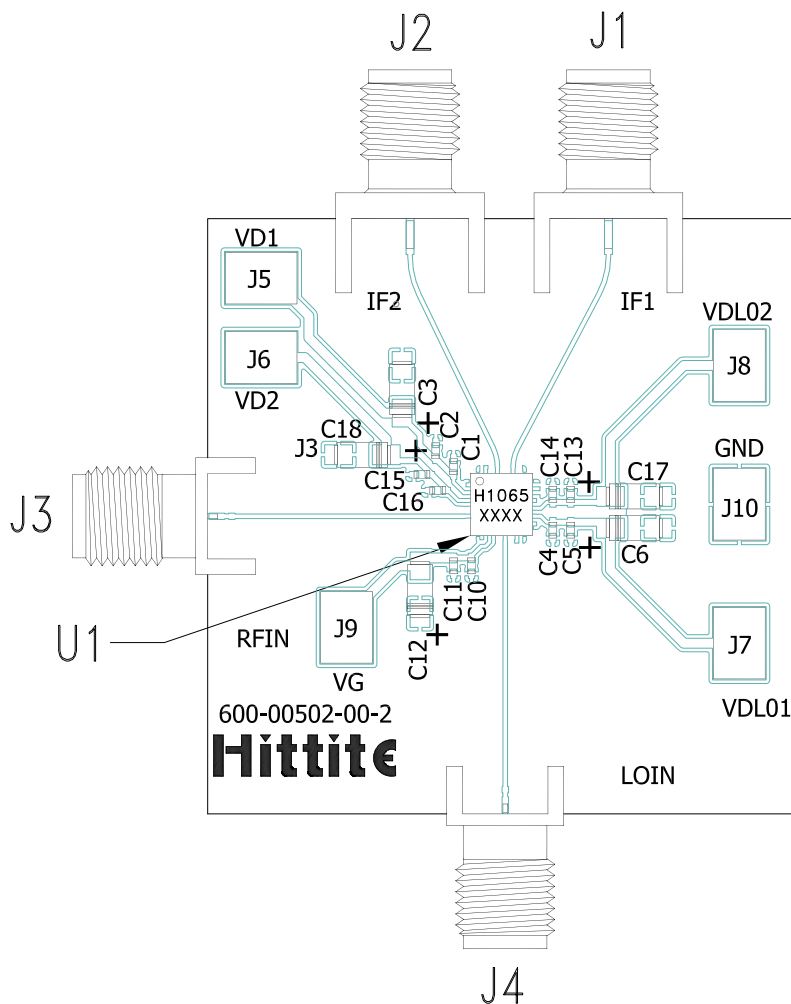 J2
J1
VD1
J5
IF2
IF1
VDL02
J6
J8
VD2
C3
C2
C18
J3
C1
GND
C15
C14
C13
C17
C16
H1065
XXXX
J10
J3
C4
C5
C6
C11
C10
U1
RFIN
J9
C12
J7
VG
VDL01
600-00502-00-2
Hittite
LOIN
J4